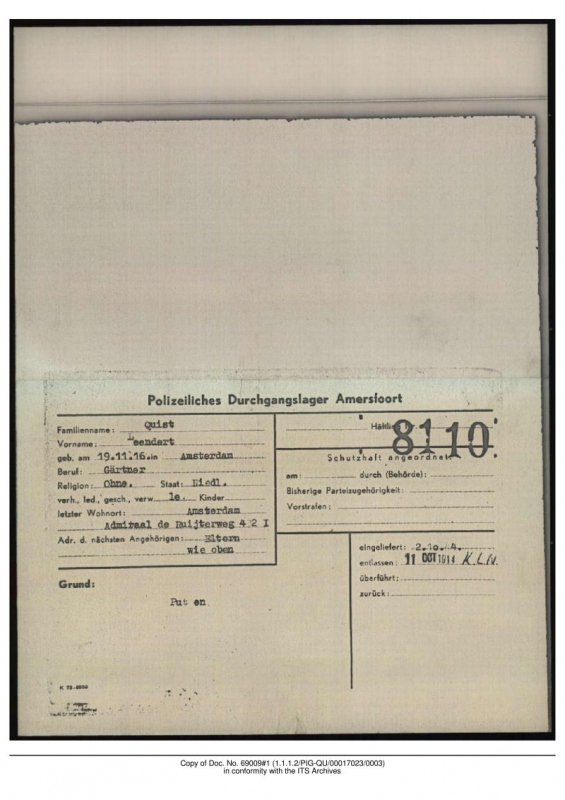 Polizeiliches Durchgangslager Amersfoort
Familienname: Quist
Vorname: Leendert
geb. am 19.11.16. in Amsterdam
Beruf: Gärtner
Religion: Ohne. Staat: Niedl.
verh., led., gesch., verw. le. Kinder
letzter Wohnort: Amsterdam
Admiraal de Ruijterweg 4 2 I
Adr. d. nächsten Angehörigen: Eltern
wie oben
Häftl 8110
Schutzhaft angeordnet:
am: durch (Behörde):
Bisherige Parteizugehörigkeit:
Vorstrafen:
eingeliefert: 2.10.4.
entlassen: 11 OCT 1914 K.L.N.
überführt:
zurück:
Grund:
Put en
Copy of Doc. No. 69009#1 (1.1.1.2/PIG-QU/00017023/0003)
in conformity with the ITS Archives